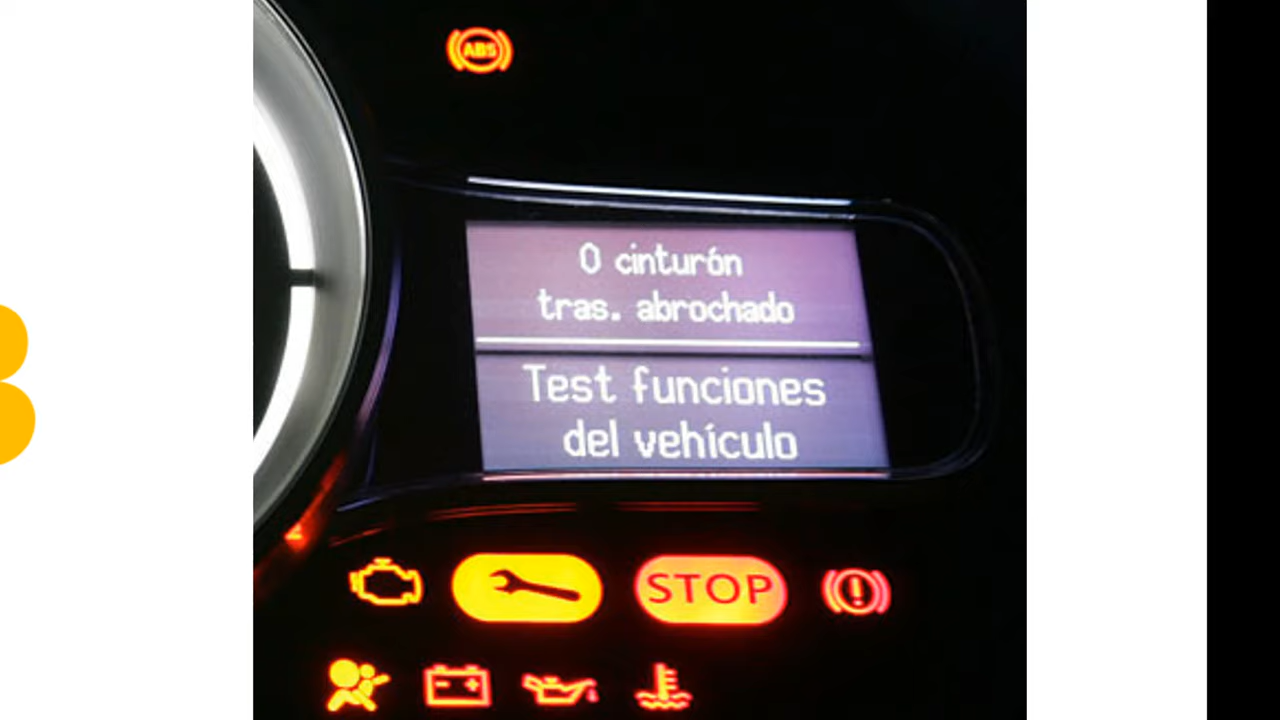 ABS
0 cinturón
tras. abrochado
Test funciones
del vehículo
STOP